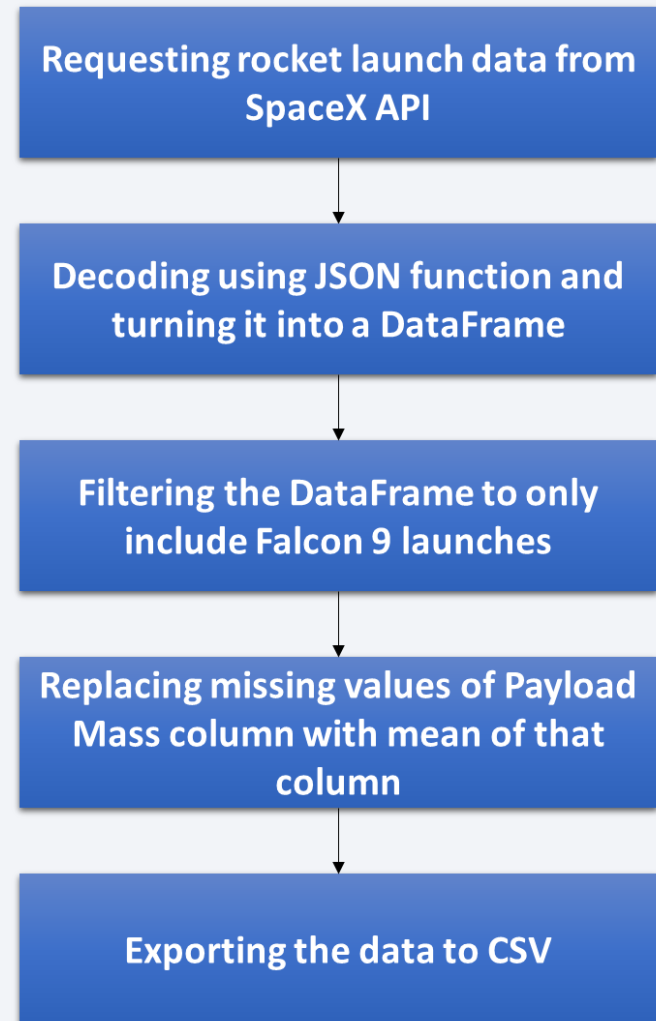 Requesting rocket launch data from
SpaceX API
Decoding using JSON function and
turning it into a DataFrame
Filtering the DataFrame to only
include Falcon 9 launches
Replacing missing values of Payload
Mass column with mean of that
column
Exporting the data to CSV